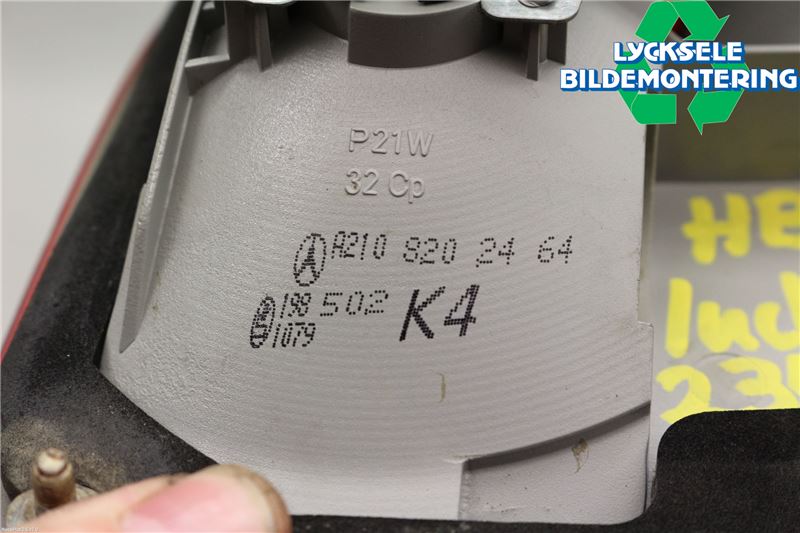 LYCKSELE
BILDEMONTERING
P21W
32 Cp
A210 820 24 64
198 502 K4
1079